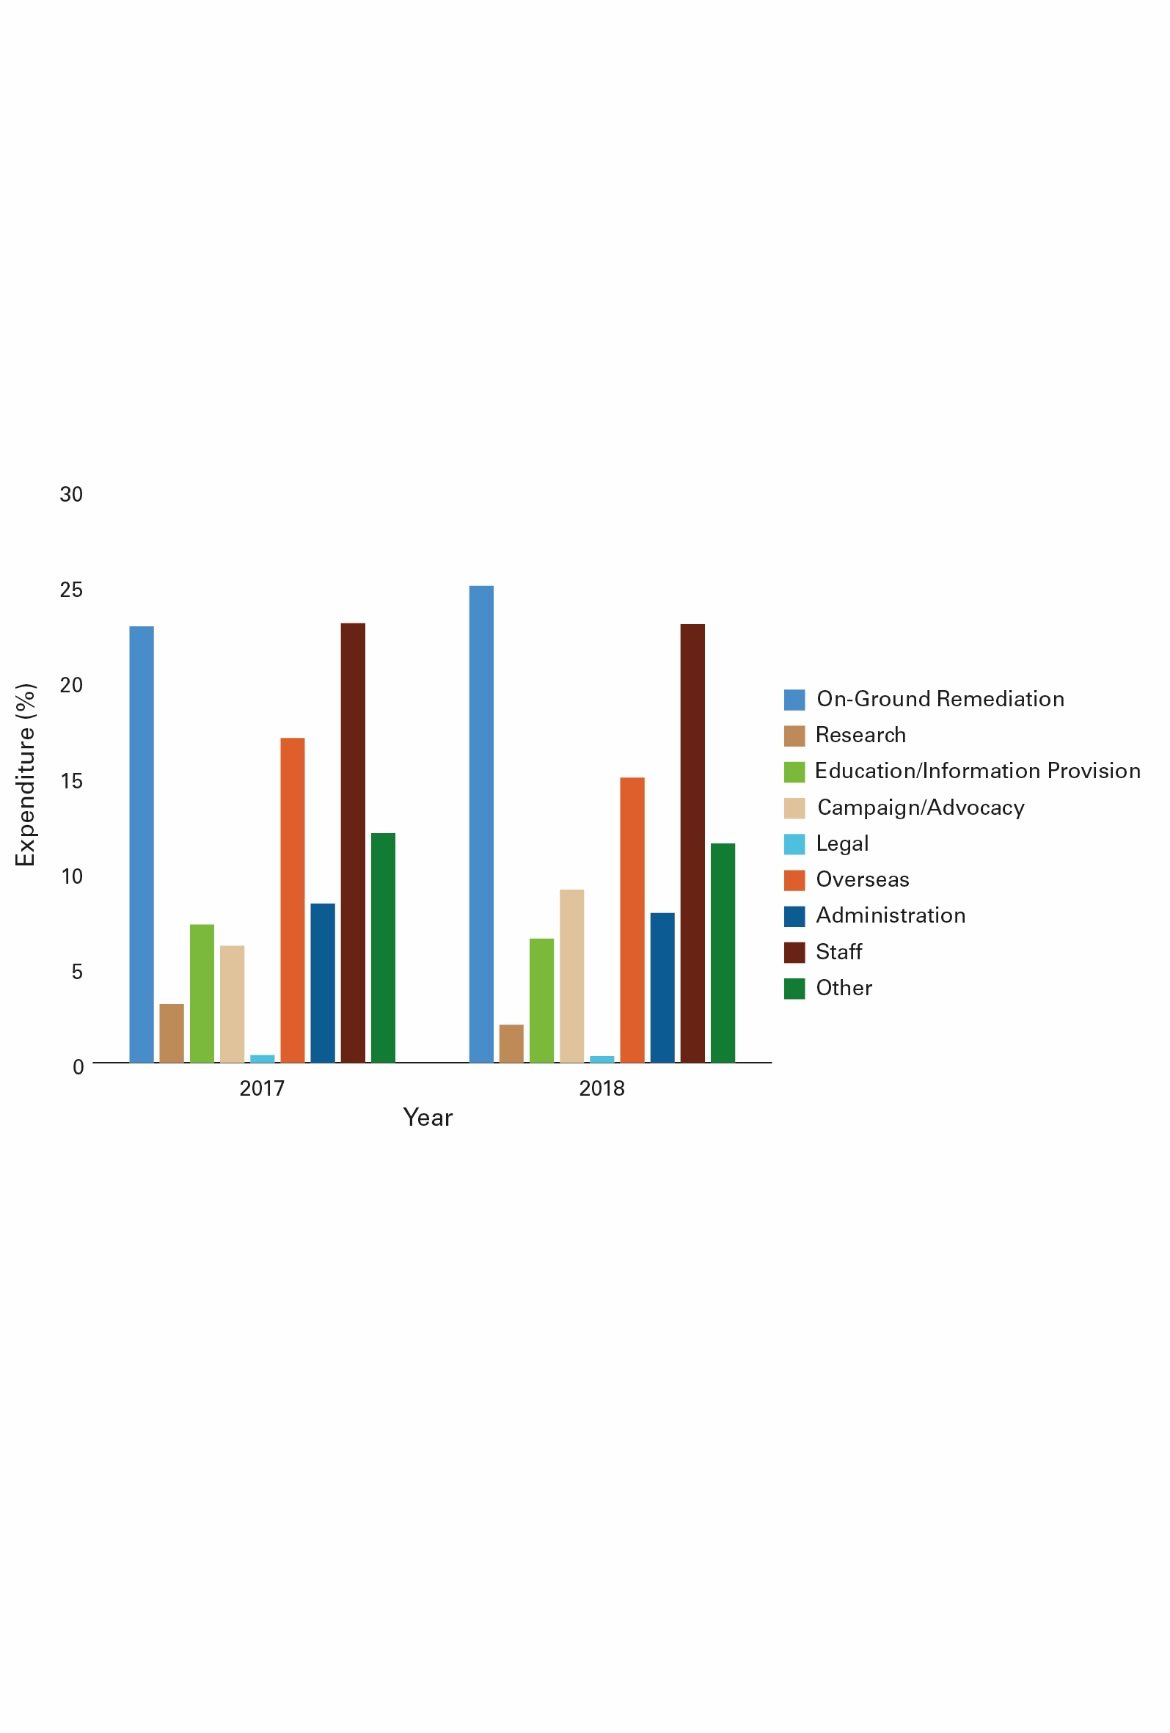 30
25
20
15
10
5
0
Expenditure (%)
2017
2018
Year
On-Ground Remediation
Research
Education/Information Provision
Campaign/Advocacy
Legal
Overseas
Administration
Staff
Other